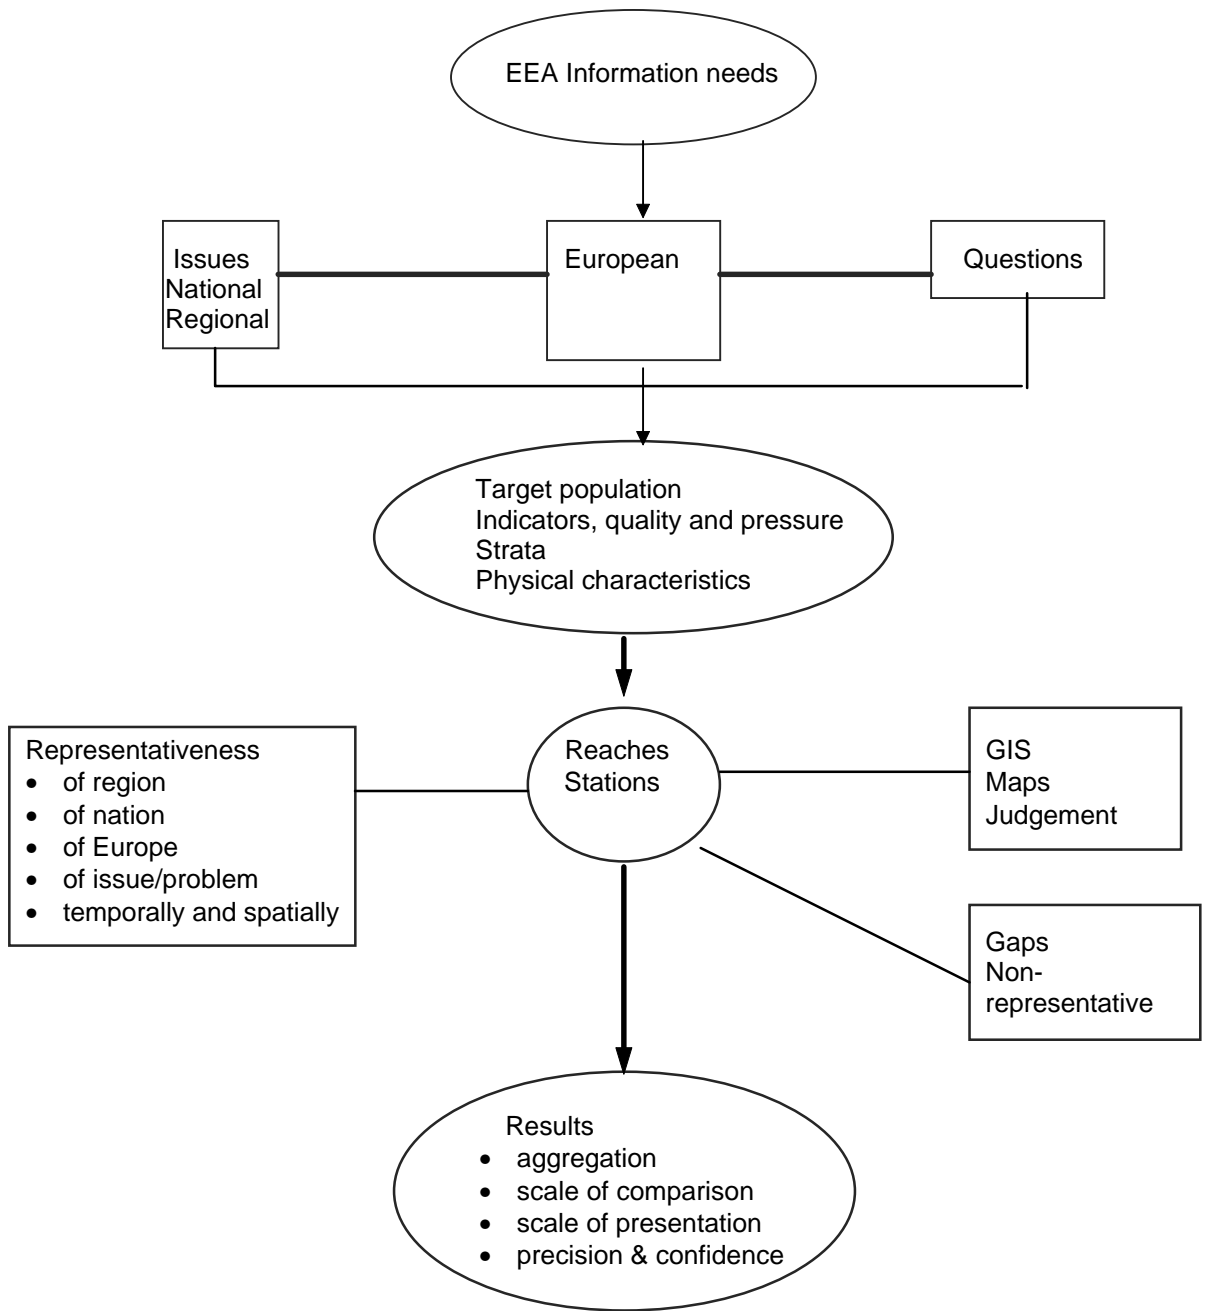 EEA Information needs
Issues
National
Regional
European
Questions
Target population
Indicators, quality and pressure
Strata
Physical characteristics
Representativeness
• of region
• of nation
• of Europe
• of issue/problem
• temporally and spatially
Reaches
Stations
GIS
Maps
Judgement
Gaps
Non-
representative
Results
• aggregation
• scale of comparison
• scale of presentation
• precision & confidence